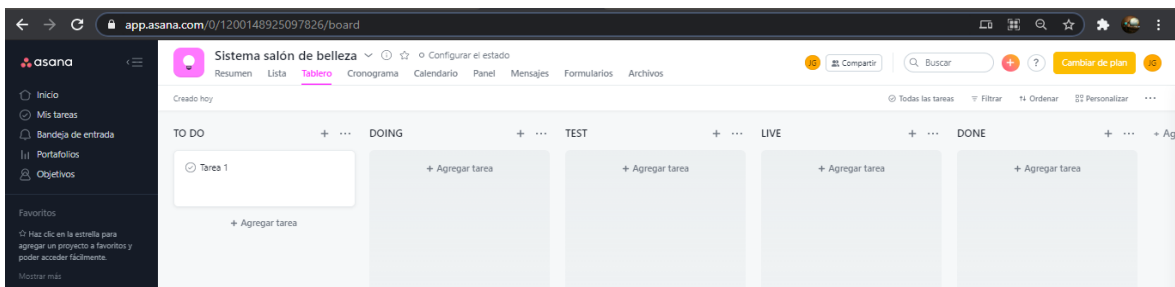 app.asana.com/0/1200148925097826/board
asana
Inicio
Mis tareas
Bandeja de entrada
Portafolios
Objetivos
Favoritos
Haz clic en la estrella para
agregar un proyecto a favoritos y
poder acceder fácilmente.
Mostrar más
Sistema salón de belleza
Configurar el estado
Resumen Lista Tablero Cronograma Calendario Panel Mensajes Formularios Archivos
JG Compartir Buscar + ? Cambiar de plan JG
Creado hoy
Todas las tareas Filtrar Ordenar Personalizar ...
TO DO + ... DOING + ... TEST + ... LIVE + ... DONE + ... + Ag
Tarea 1
+ Agregar tarea
+ Agregar tarea
+ Agregar tarea
+ Agregar tarea
+ Agregar tarea